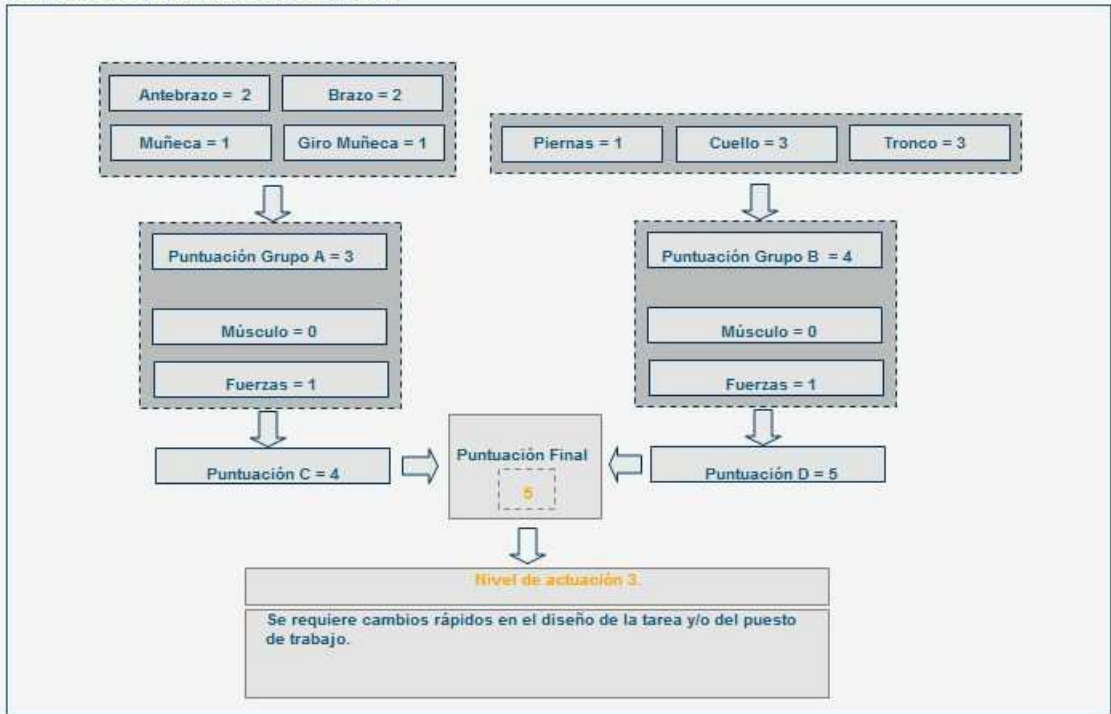 Antebrazo = 2
Brazo = 2
Muñeca = 1
Giro Muñeca = 1
Piernas = 1
Cuello = 3
Tronco = 3
Puntuación Grupo A = 3
Músculo = 0
Fuerzas = 1
Puntuación Grupo B = 4
Músculo = 0
Fuerzas = 1
Puntuación C = 4
Puntuación Final
5
Puntuación D = 5
Nivel de actuación 3.
Se requiere cambios rápidos en el diseño de la tarea y/o del puesto
de trabajo.